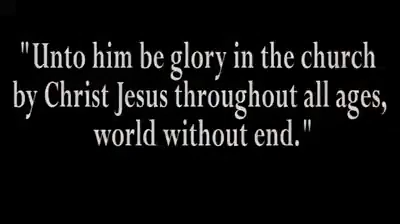 "Unto him be glory in the church
by Christ Jesus throughout all ages,
world without end."